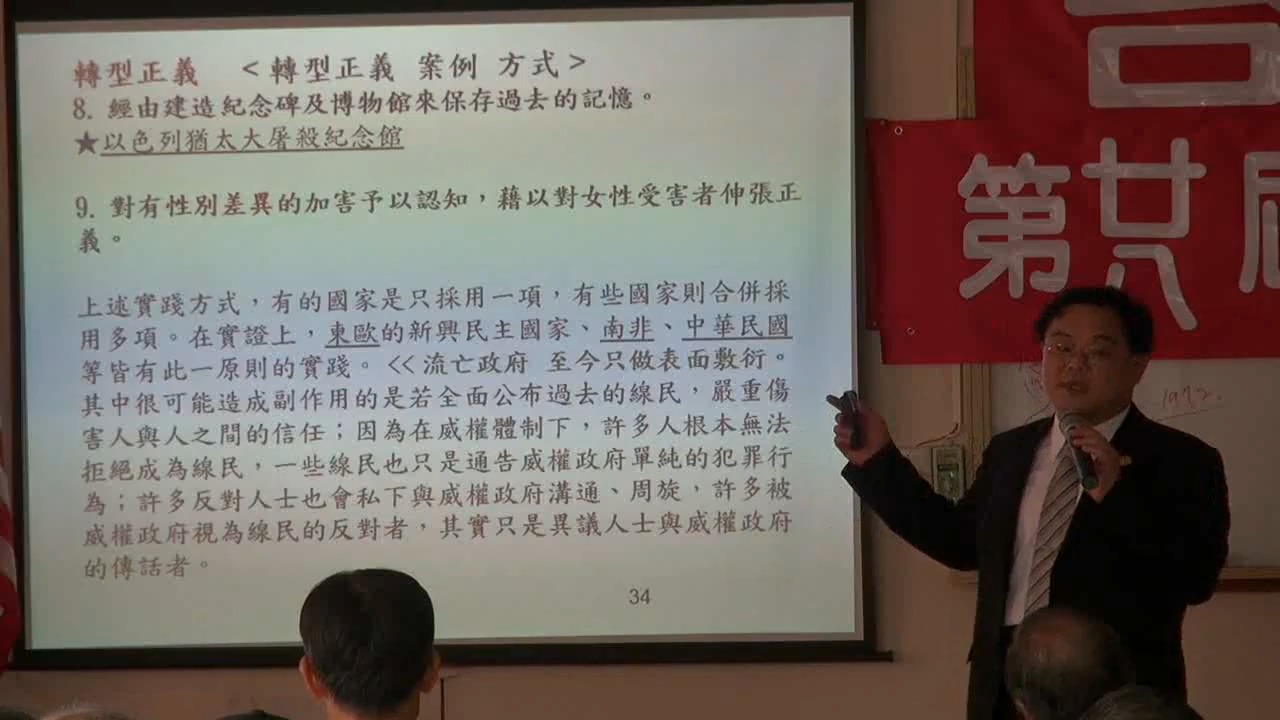 轉型正義 <轉型正義 案例 方式>
8. 經由建造紀念碑及博物館來保存過去的記憶。
★以色列猶太大屠殺紀念館
9. 對有性別差異的加害予以認知，藉以對女性受害者伸張正
義。
上述實踐方式，有的國家是只採用一項，有些國家則合併採
用多項。在實證上，東歐的新興民主國家、南非、中華民國
等皆有此一原則的實踐。<< 流亡政府 至今只做表面敷衍。
其中很可能造成副作用的是若全面公布過去的線民，嚴重傷
害人與人之間的信任；因為在威權體制下，許多人根本無法
拒絕成為線民，一些線民也只是通告威權政府單純的犯罪行
為；許多反對人士也會私下與威權政府溝通、周旋，許多被
威權政府視為線民的反對者，其實只是異議人士與威權政府
的傳話者。
34
第廿八屆
1972.